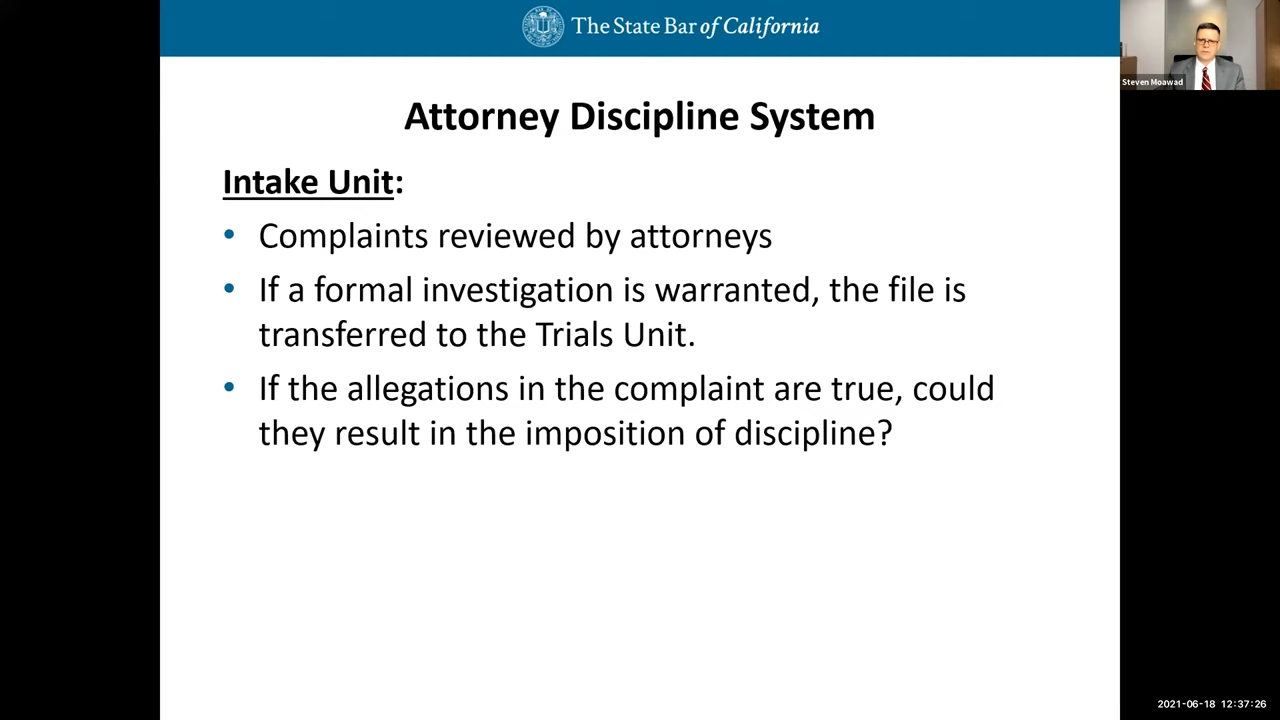 The State Bar of California
Steven Moawad
Attorney Discipline System
Intake Unit:
• Complaints reviewed by attorneys
• If a formal investigation is warranted, the file is
transferred to the Trials Unit.
• If the allegations in the complaint are true, could
they result in the imposition of discipline?
2021-06-18 12:37:26